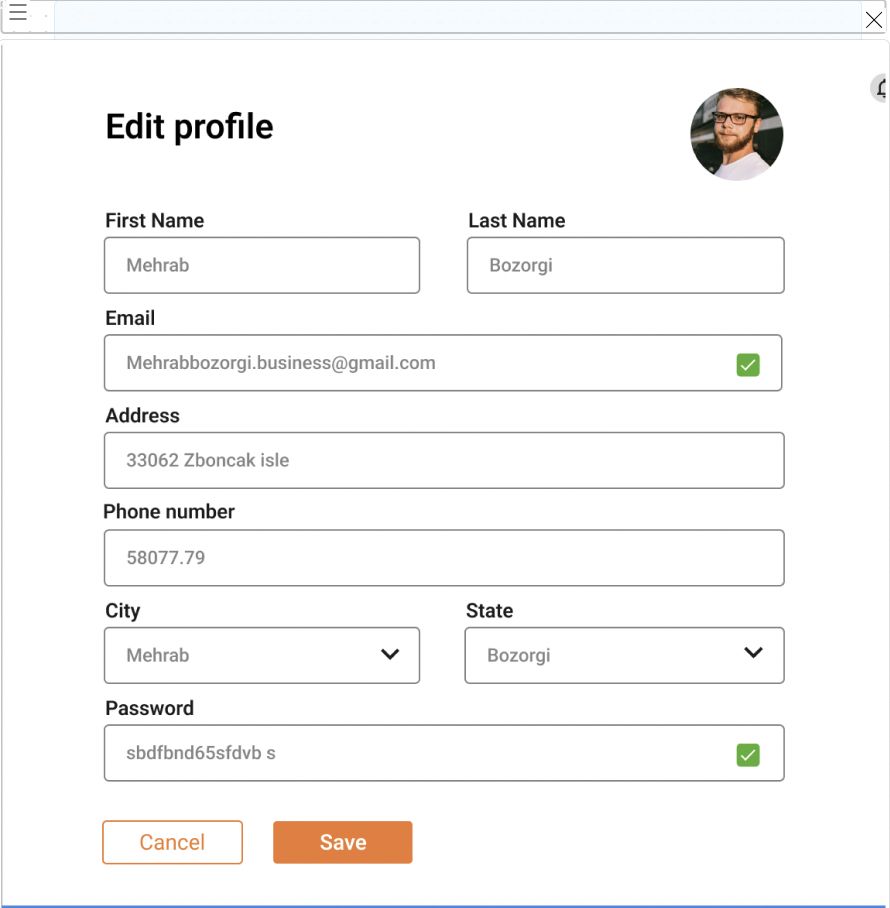 Edit profile
First Name
Last Name
Mehrab
Bozorgi
Email
Mehrabbozorgi.business@gmail.com
Address
33062 Zboncak isle
Phone number
58077.79
City
State
Mehrab
Bozorgi
Password
sbdfbnd65sfdvb s
Cancel
Save